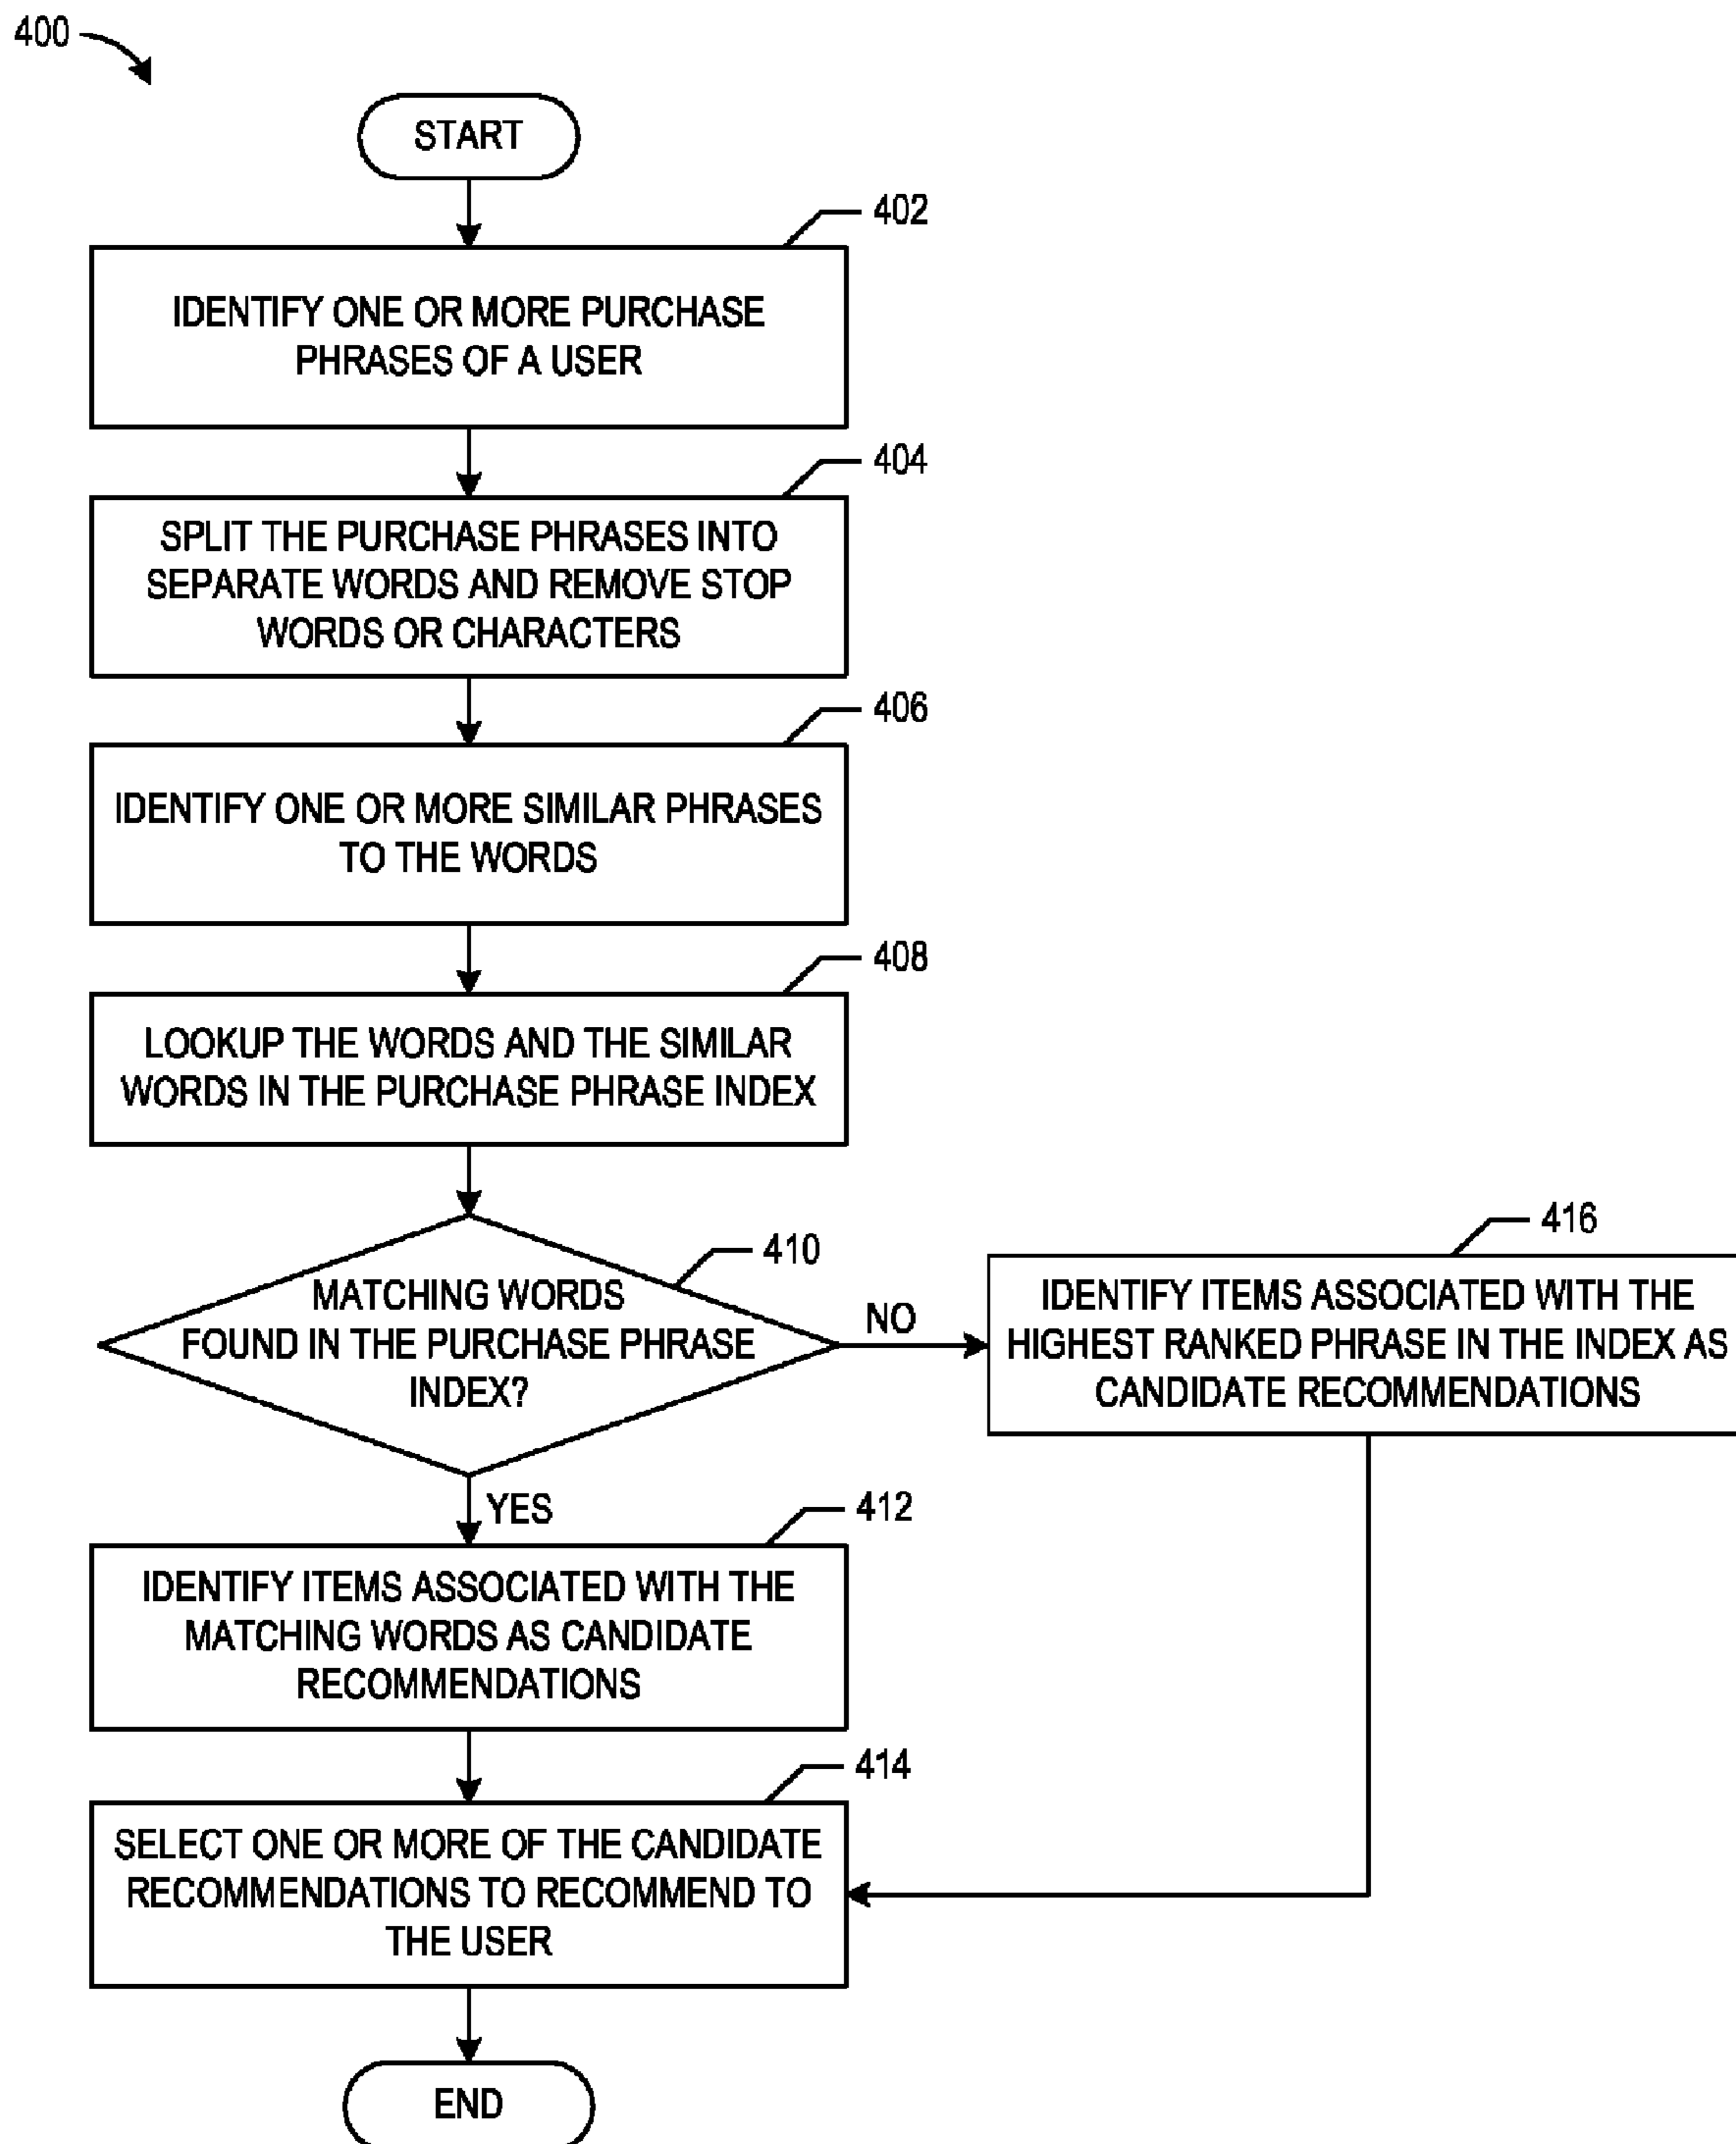 400
START
402
IDENTIFY ONE OR MORE PURCHASE
PHRASES OF A USER
404
SPLIT THE PURCHASE PHRASES INTO
SEPARATE WORDS AND REMOVE STOP
WORDS OR CHARACTERS
406
IDENTIFY ONE OR MORE SIMILAR PHRASES
TO THE WORDS
408
LOOKUP THE WORDS AND THE SIMILAR
WORDS IN THE PURCHASE PHRASE INDEX
410
MATCHING WORDS
FOUND IN THE PURCHASE PHRASE
INDEX?
NO
416
IDENTIFY ITEMS ASSOCIATED WITH THE
HIGHEST RANKED PHRASE IN THE INDEX AS
CANDIDATE RECOMMENDATIONS
YES
412
IDENTIFY ITEMS ASSOCIATED WITH THE
MATCHING WORDS AS CANDIDATE
RECOMMENDATIONS
414
SELECT ONE OR MORE OF THE CANDIDATE
RECOMMENDATIONS TO RECOMMEND TO
THE USER
END